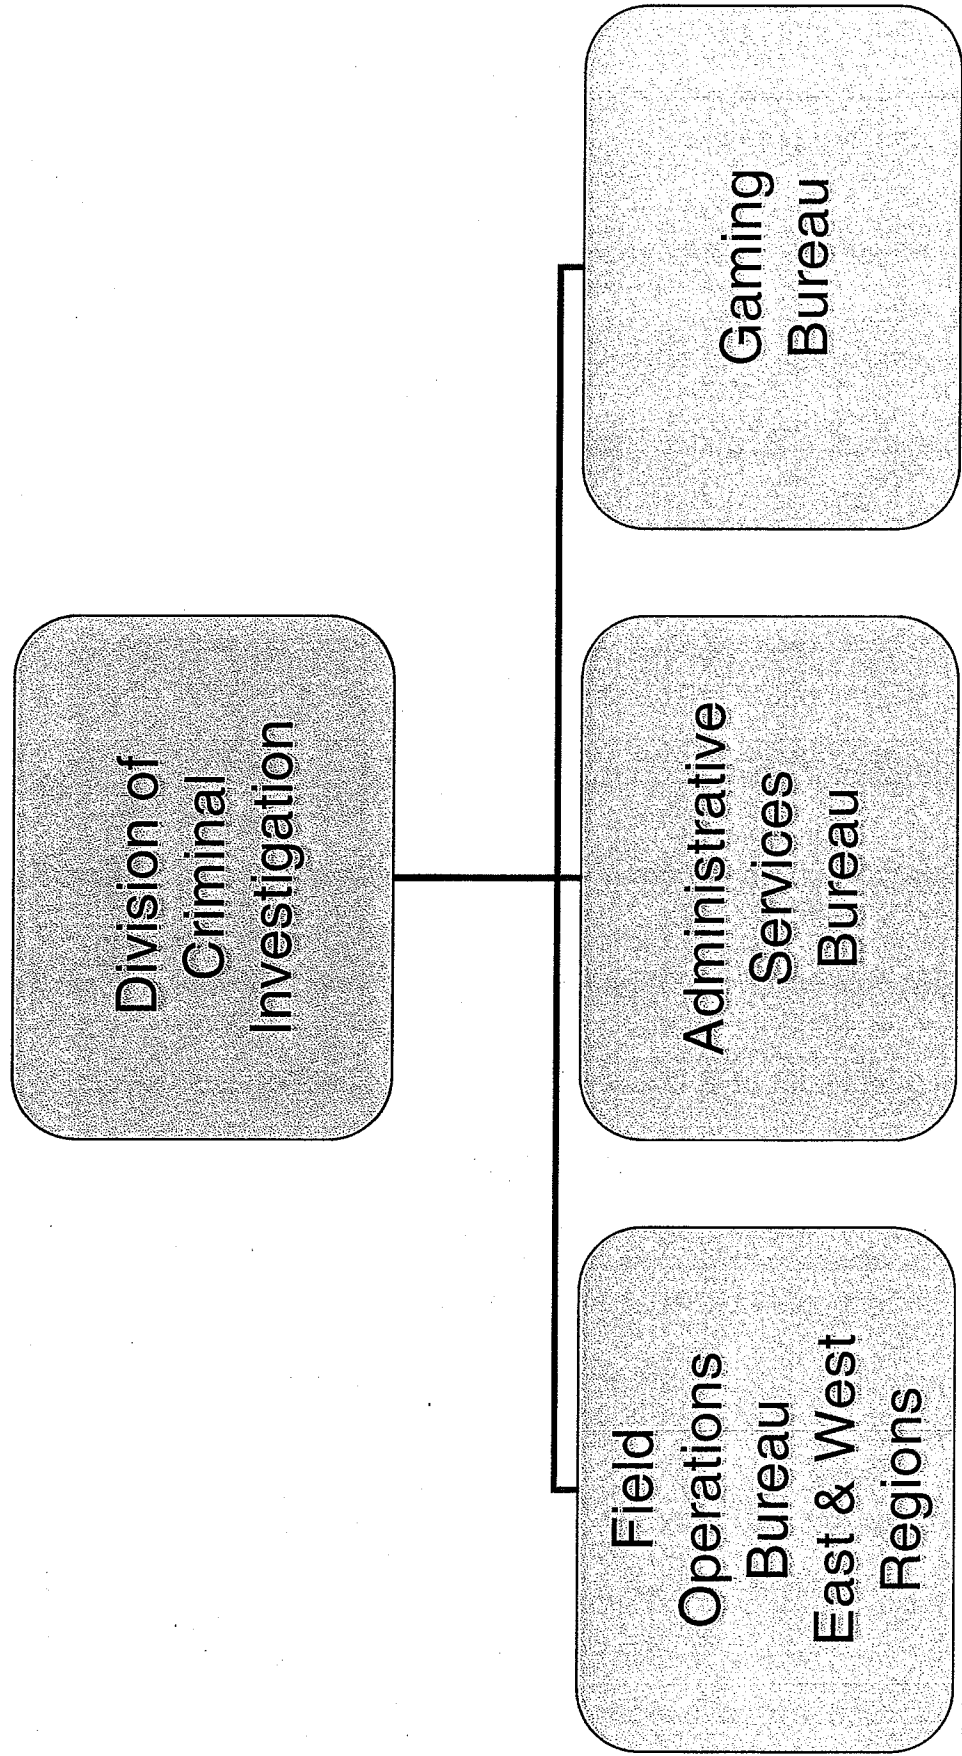 Division of
Criminal
Investigation
Field
Operations
Bureau
East & West
Regions
Administrative
Services
Bureau
Gaming
Bureau